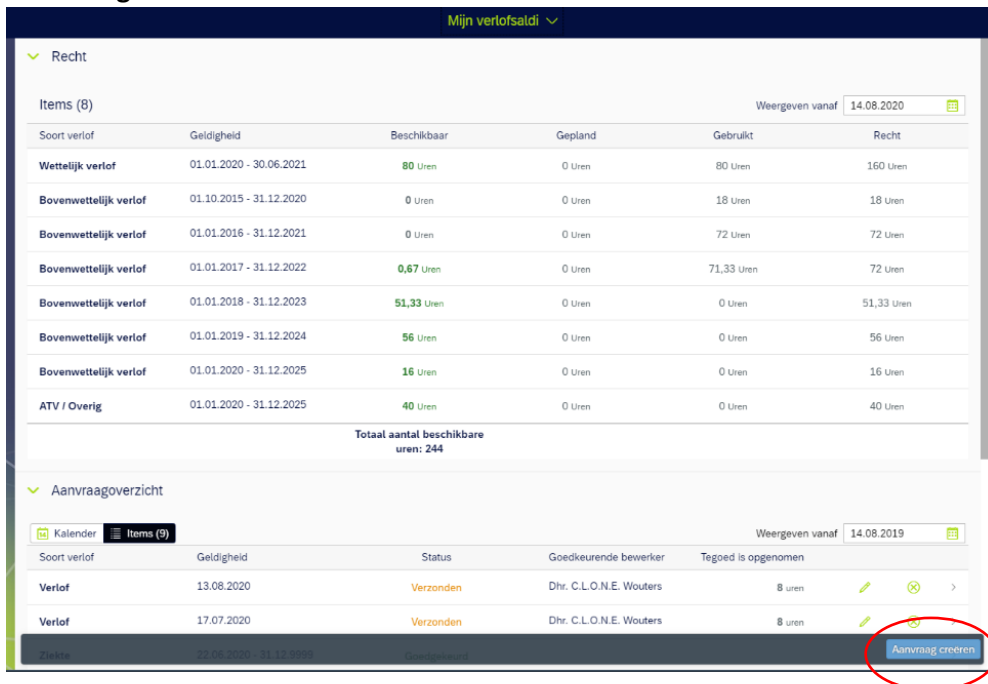 Mijn verlofsaldi
Recht
Items (8) Weergeven vanaf 14.08.2020
Soort verlof Geldigheid Beschikbaar Gepland Gebruikt Recht
Wettelijk verlof 01.01.2020 - 30.06.2021 80 Uren 0 Uren 80 Uren 160 Uren
Bovenwettelijk verlof 01.10.2015 - 31.12.2020 0 Uren 0 Uren 18 Uren 18 Uren
Bovenwettelijk verlof 01.01.2016 - 31.12.2021 0 Uren 0 Uren 72 Uren 72 Uren
Bovenwettelijk verlof 01.01.2017 - 31.12.2022 0,67 Uren 0 Uren 71,33 Uren 72 Uren
Bovenwettelijk verlof 01.01.2018 - 31.12.2023 51,33 Uren 0 Uren 0 Uren 51,33 Uren
Bovenwettelijk verlof 01.01.2019 - 31.12.2024 56 Uren 0 Uren 0 Uren 56 Uren
Bovenwettelijk verlof 01.01.2020 - 31.12.2025 16 Uren 0 Uren 0 Uren 16 Uren
ATV / Overig 01.01.2020 - 31.12.2025 40 Uren 0 Uren 0 Uren 40 Uren
Totaal aantal beschikbare
uren: 244
Aanvraagoverzicht
Kalender Items (9) Weergeven vanaf 14.08.2019
Soort verlof Geldigheid Status Goedkeurende bewerker Tegoed is opgenomen
Verlof 13.08.2020 Verzonden Dhr. C.L.O.N.E. Wouters 8 uren
Verlof 17.07.2020 Verzonden Dhr. C.L.O.N.E. Wouters 8 uren
Ziekte 22.06.2020 - 31.12.9999 Goedgekeurd
Aanvraag creëren